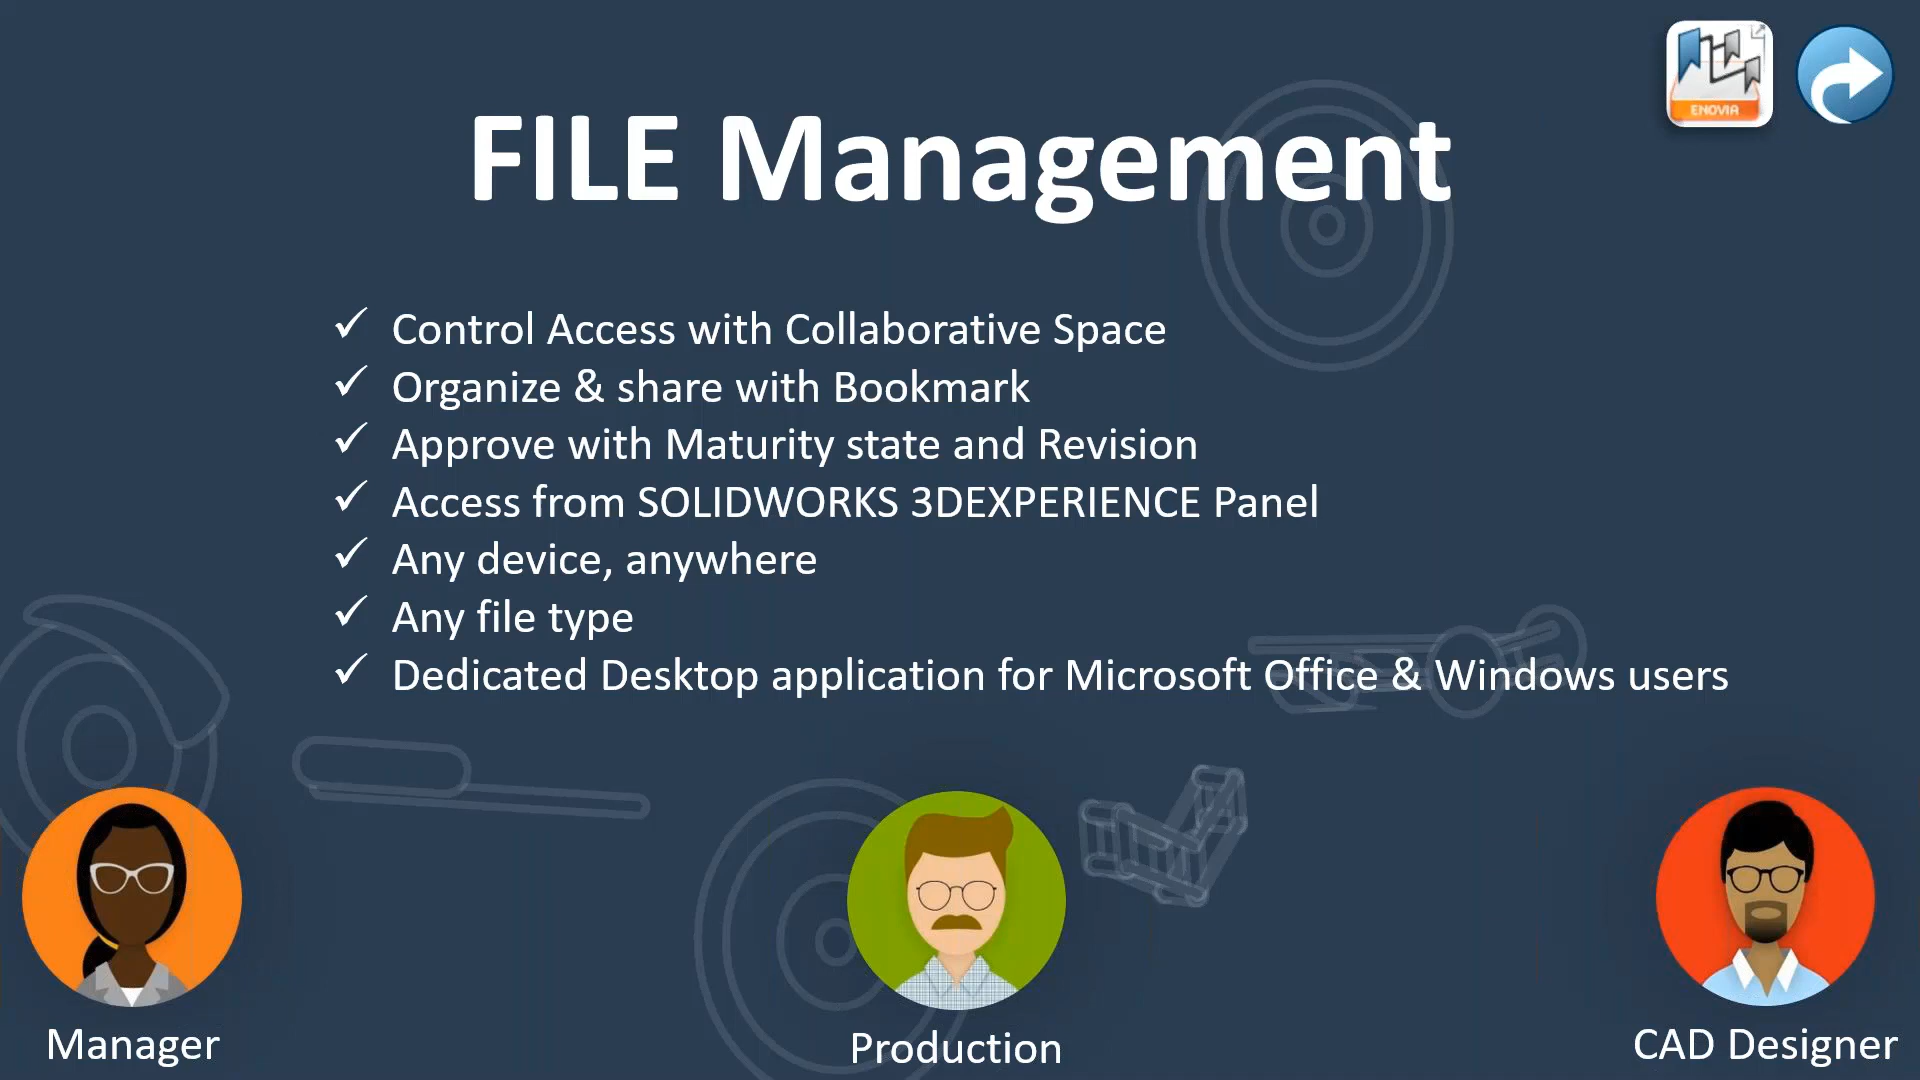 ENOVIA
FILE Management
✓ Control Access with Collaborative Space
✓ Organize & share with Bookmark
✓ Approve with Maturity state and Revision
✓ Access from SOLIDWORKS 3DEXPERIENCE Panel
✓ Any device, anywhere
✓ Any file type
✓ Dedicated Desktop application for Microsoft Office & Windows users
Manager
Production
CAD Designer